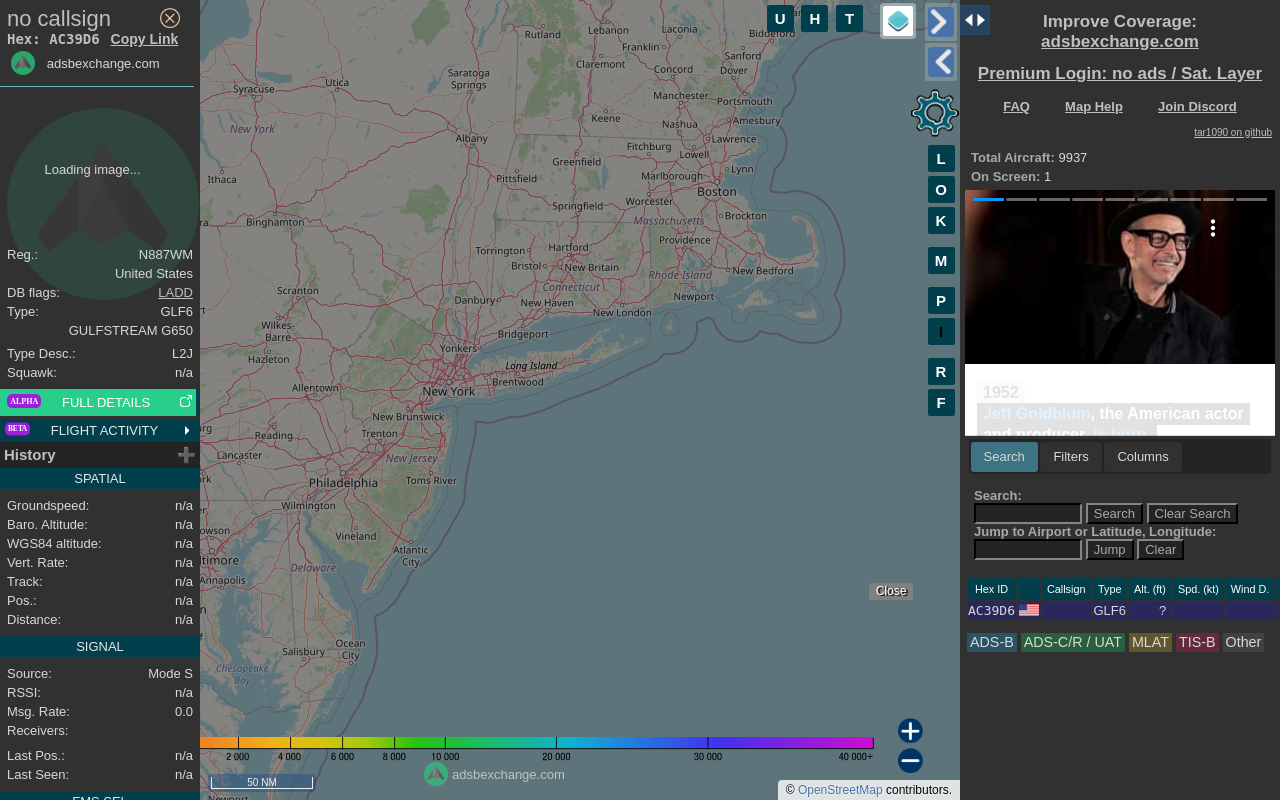 no callsign
Hex: AC39D6 Copy Link
adsbexchange.com
Loading image...
Reg.: N887WM
United States
DB flags: LADD
Type: GLF6
GULFSTREAM G650
Type Desc.: L2J
Squawk: n/a
ALPHA FULL DETAILS
BETA FLIGHT ACTIVITY
History
SPATIAL
Groundspeed: n/a
Baro. Altitude: n/a
WGS84 altitude: n/a
Vert. Rate: n/a
Track: n/a
Pos.: n/a
Distance: n/a
SIGNAL
Source: Mode S
RSSI: n/a
Msg. Rate: 0.0
Receivers:
Last Pos.: n/a
Last Seen: n/a
FMS SEL
U H T
L
O
K
M
P
I
R
F
Rutland
Lebanon
Laconia
Biddeford
Franklin
Sanford
Claremont
Concord
Dover
Saratoga
Springs
Utica
Syracuse
Manchester
Portsmouth
Keene
Nashua
Amesbury
New York
Albany
Lawrence
Fitchburg
Lowell
Greenfield
Lynn
Ithaca
Pittsfield
Marlborough
Boston
Worcester
Springfield
Massachusetts
Brockton
Binghamton
Torrington
Hartford
Providence
Bristol
New Britain
New Bedford
Rhode Island
Connecticut
Newport
Scranton
Danbury
New Haven
New London
Wilkes-
Barre
Bridgeport
Yonkers
Hazleton
Long Island
Brentwood
Allentown
New York
New Brunswick
Reading
Trenton
Lancaster
New Jersey
Toms River
Philadelphia
Wilmington
Vineland
Atlantic
City
Annapolis
Delaware
Ocean
City
Salisbury
Chesapeake
Bay
Close
2 000 4 000 6 000 8 000 10 000 20 000 30 000 40 000+
adsbexchange.com
50 NM
© OpenStreetMap contributors.
Improve Coverage:
adsbexchange.com
Premium Login: no ads / Sat. Layer
FAQ Map Help Join Discord
tar1090 on github
Total Aircraft: 9937
On Screen: 1
1952
Jeff Goldblum, the American actor
and producer, is born.
Search Filters Columns
Search:
Search Clear Search
Jump to Airport or Latitude, Longitude:
Jump Clear
Hex ID Callsign Type Alt. (ft) Spd. (kt) Wind D.
AC39D6 GLF6 ?
ADS-B ADS-C/R / UAT MLAT TIS-B Other